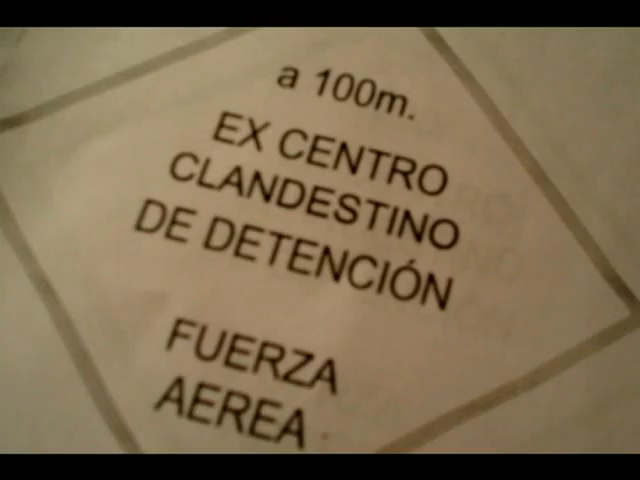 a 100m.
EX CENTRO
CLANDESTINO
DE DETENCIÓN
FUERZA
AEREA